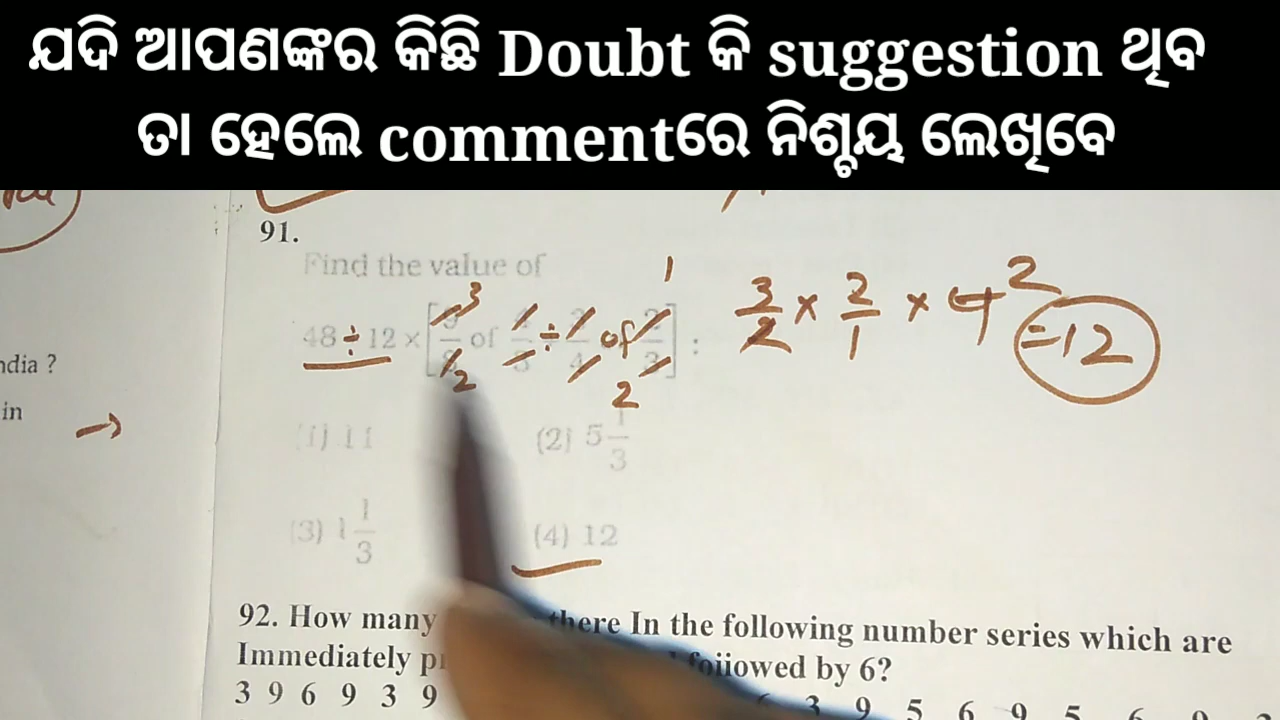 ଯଦି ଆପଣଙ୍କର କିଛି Doubt କି suggestion ଥିବ
ତା ହେଲେ commentରେ ନିଶ୍ଚୟ ଲେଖିବେ
91.
Find the value of
48 ÷ 12 × [ of ÷ of ] :
3/2 × 2/1 × 4 2 = 12
ndia ?
in
(1) 11
(2) 5 1/3
(3) 1 1/3
(4) 12
92. How many there In the following number series which are
Immediately foiiowed by 6?
3 9 6 9 3 9 3 9 5 6 9 5 6